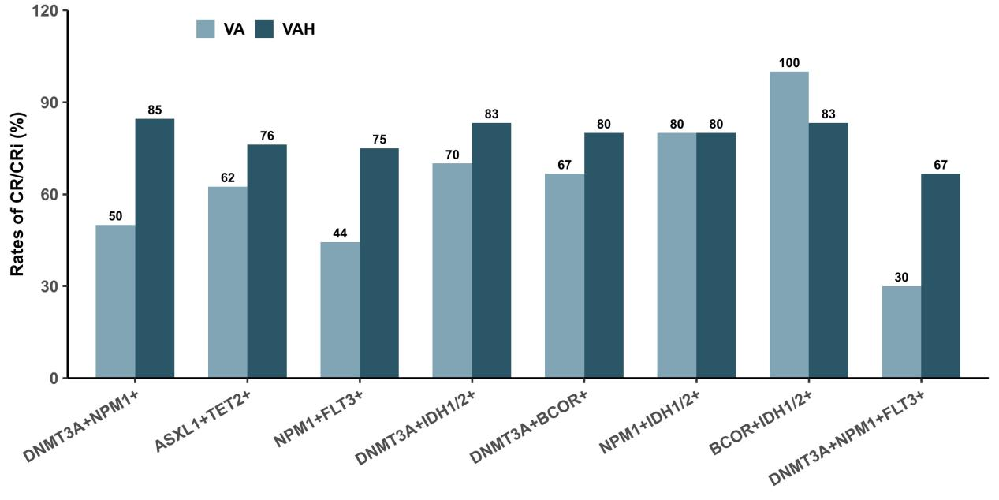 Rates of CR/CRi (%)
120
90
60
30
0
VA VAH
50 85
62 76
44 75
70 83
67 80
80 80
100 83
30 67
DNMT3A+NPM1+
ASXL1+TET2+
NPM1+FLT3+
DNMT3A+IDH1/2+
DNMT3A+BCOR+
NPM1+IDH1/2+
BCOR+IDH1/2+
DNMT3A+NPM1+FLT3+